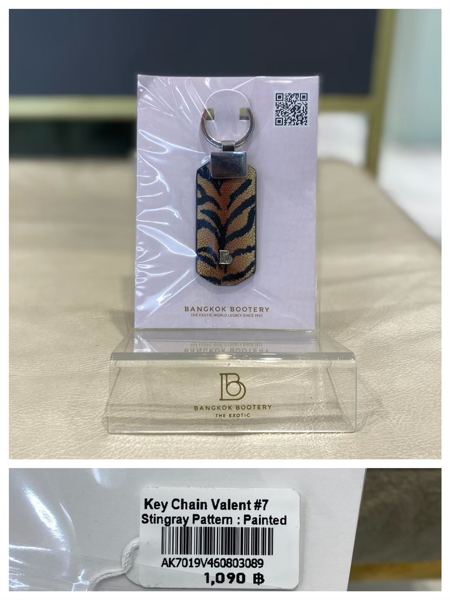 BANGKOK BOOTERY
THE EXOTIC WORLD LEGACY SINCE 1937
B
BANGKOK BOOTERY
THE EXOTIC
Key Chain Valent #7
Stingray Pattern : Painted
AK7019V460803089
1,090 ฿